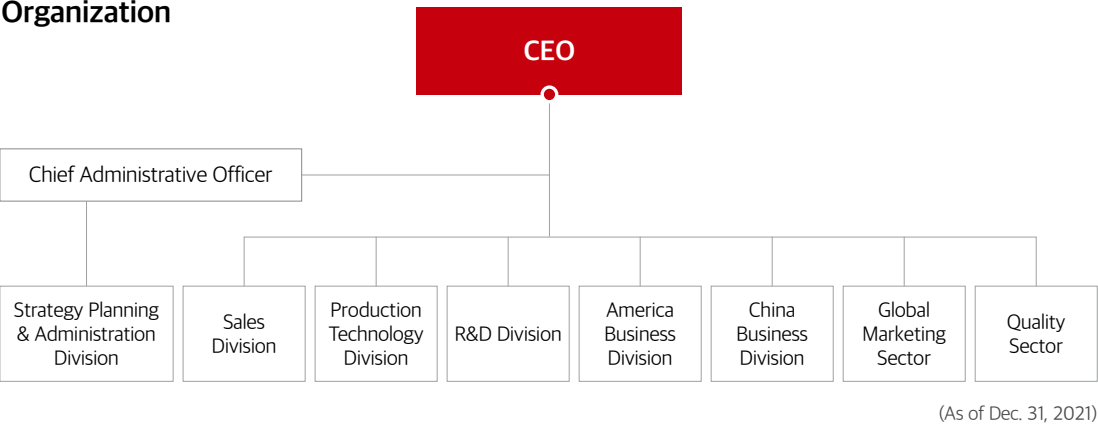 Organization
CEO
Chief Administrative Officer
Strategy Planning
& Administration
Division
Sales
Division
Production
Technology
Division
R&D Division
America
Business
Division
China
Business
Division
Global
Marketing
Sector
Quality
Sector
(As of Dec. 31, 2021)